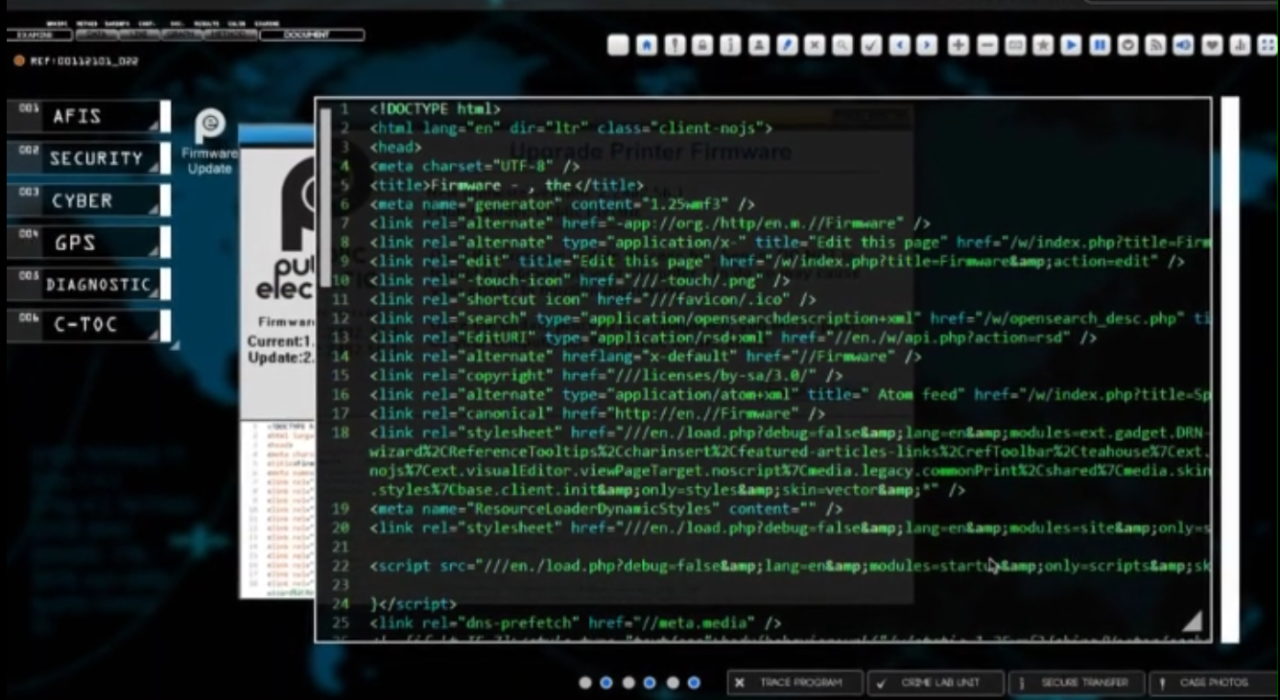 EXAMINE
DOCUMENT
REF:00112101_022
001 AFIS
002 SECURITY
003 CYBER
004 GPS
005 DIAGNOSTIC
006 C-TOC
Firmware
Update
Upgrade Printer Firmware
pul
elec
Firmwar
Current:1.
Update:2.
1 <!DOCTYPE html>
2 <html lang="en" dir="ltr" class="client-nojs">
3 <head>
4 <meta charset="UTF-8" />
5 <title>Firmware - , the</title>
6 <meta name="generator" content="1.25wmf3" />
7 <link rel="alternate" href="-app://org./http/en.m.//Firmware" />
8 <link rel="alternate" type="application/x-" title="Edit this page" href="/w/index.php?title=Firm
9 <link rel="edit" title="Edit this page" href="/w/index.php?title=Firmware&amp;action=edit" />
10 <link rel="-touch-icon" href="///-touch/.png" />
11 <link rel="shortcut icon" href="///favicon/.ico" />
12 <link rel="search" type="application/opensearchdescription+xml" href="/w/opensearch_desc.php" ti
13 <link rel="EditURI" type="application/rsd+xml" href="//en./w/api.php?action=rsd" />
14 <link rel="alternate" hreflang="x-default" href="//Firmware" />
15 <link rel="copyright" href="///licenses/by-sa/3.0/" />
16 <link rel="alternate" type="application/atom+xml" title=" Atom feed" href="/w/index.php?title=Sp
17 <link rel="canonical" href="http://en.//Firmware" />
18 <link rel="stylesheet" href="///en./load.php?debug=false&amp;lang=en&amp;modules=ext.gadget.DRN-
wizard%2CReferenceTooltips%2Ccharinsert%2Cfeatured-articles-links%2CrefToolbar%2Cteahouse%7Cext.
nojs%7Cext.visualEditor.viewPageTarget.noscript%7Cmedia.legacy.commonPrint%2Cshared%7Cmedia.skin
.styles%7Cbase.client.init&amp;only=styles&amp;skin=vector&amp;*" />
19 <meta name="ResourceLoaderDynamicStyles" content="" />
20 <link rel="stylesheet" href="///en./load.php?debug=false&amp;lang=en&amp;modules=site&amp;only=s
21
22 <script src="///en./load.php?debug=false&amp;lang=en&amp;modules=startu&amp;only=scripts&amp;sk
23
24 }</script>
25 <link rel="dns-prefetch" href="//meta.media" />
TRACE PROGRAM
CRIME LAB UNIT
SECURE TRANSFER
CASE PHOTOS